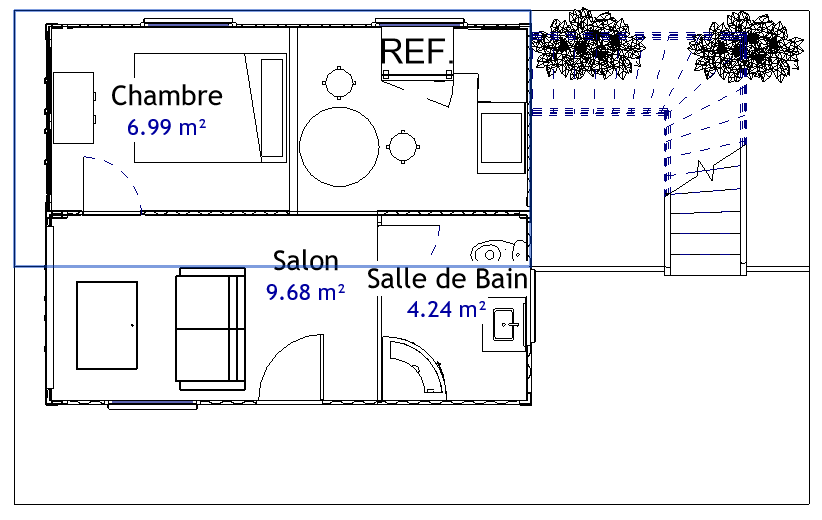 REF.
Chambre
6.99 m²
Salon
9.68 m²
Salle de Bain
4.24 m²